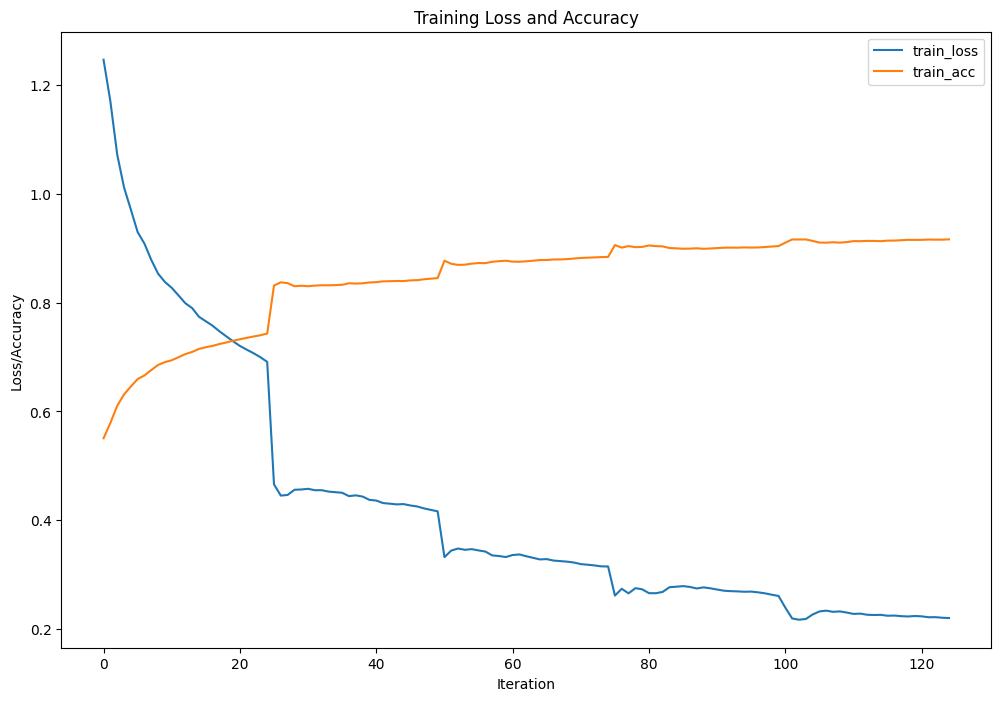 Training Loss and Accuracy
train_loss
train_acc
Loss/Accuracy
1.2
1.0
0.8
0.6
0.4
0.2
0 20 40 60 80 100 120
Iteration